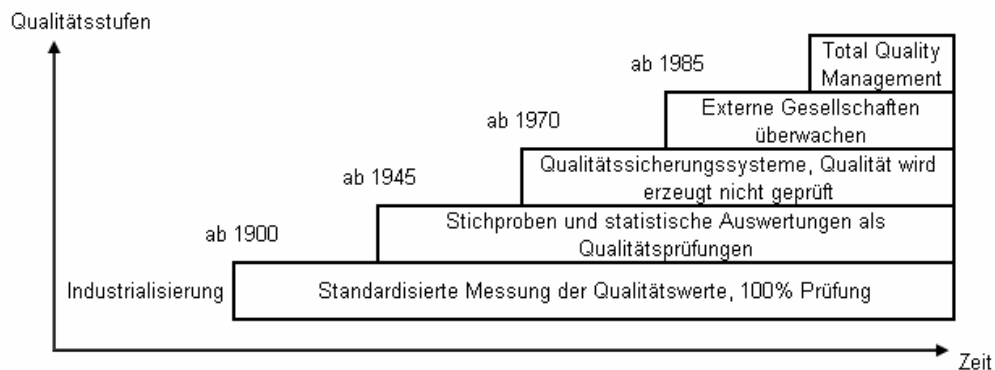 Qualitätsstufen
ab 1985
Total Quality
Management
ab 1970
Externe Gesellschaften
überwachen
ab 1945
Qualitätssicherungssysteme, Qualität wird
erzeugt nicht geprüft
ab 1900
Stichproben und statistische Auswertungen als
Qualitätsprüfungen
Industrialisierung
Standardisierte Messung der Qualitätswerte, 100% Prüfung
Zeit